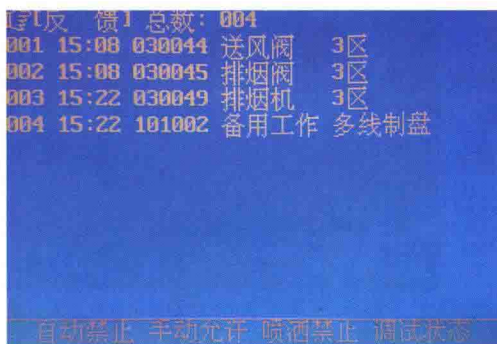 【反 馈】总数：004
001 15:08 030044 送风阀 3区
002 15:08 030045 排烟阀 3区
003 15:22 030049 排烟机 3区
004 15:22 101002 备用工作 多线制盘
自动禁止 手动允许 喷洒禁止 调试状态